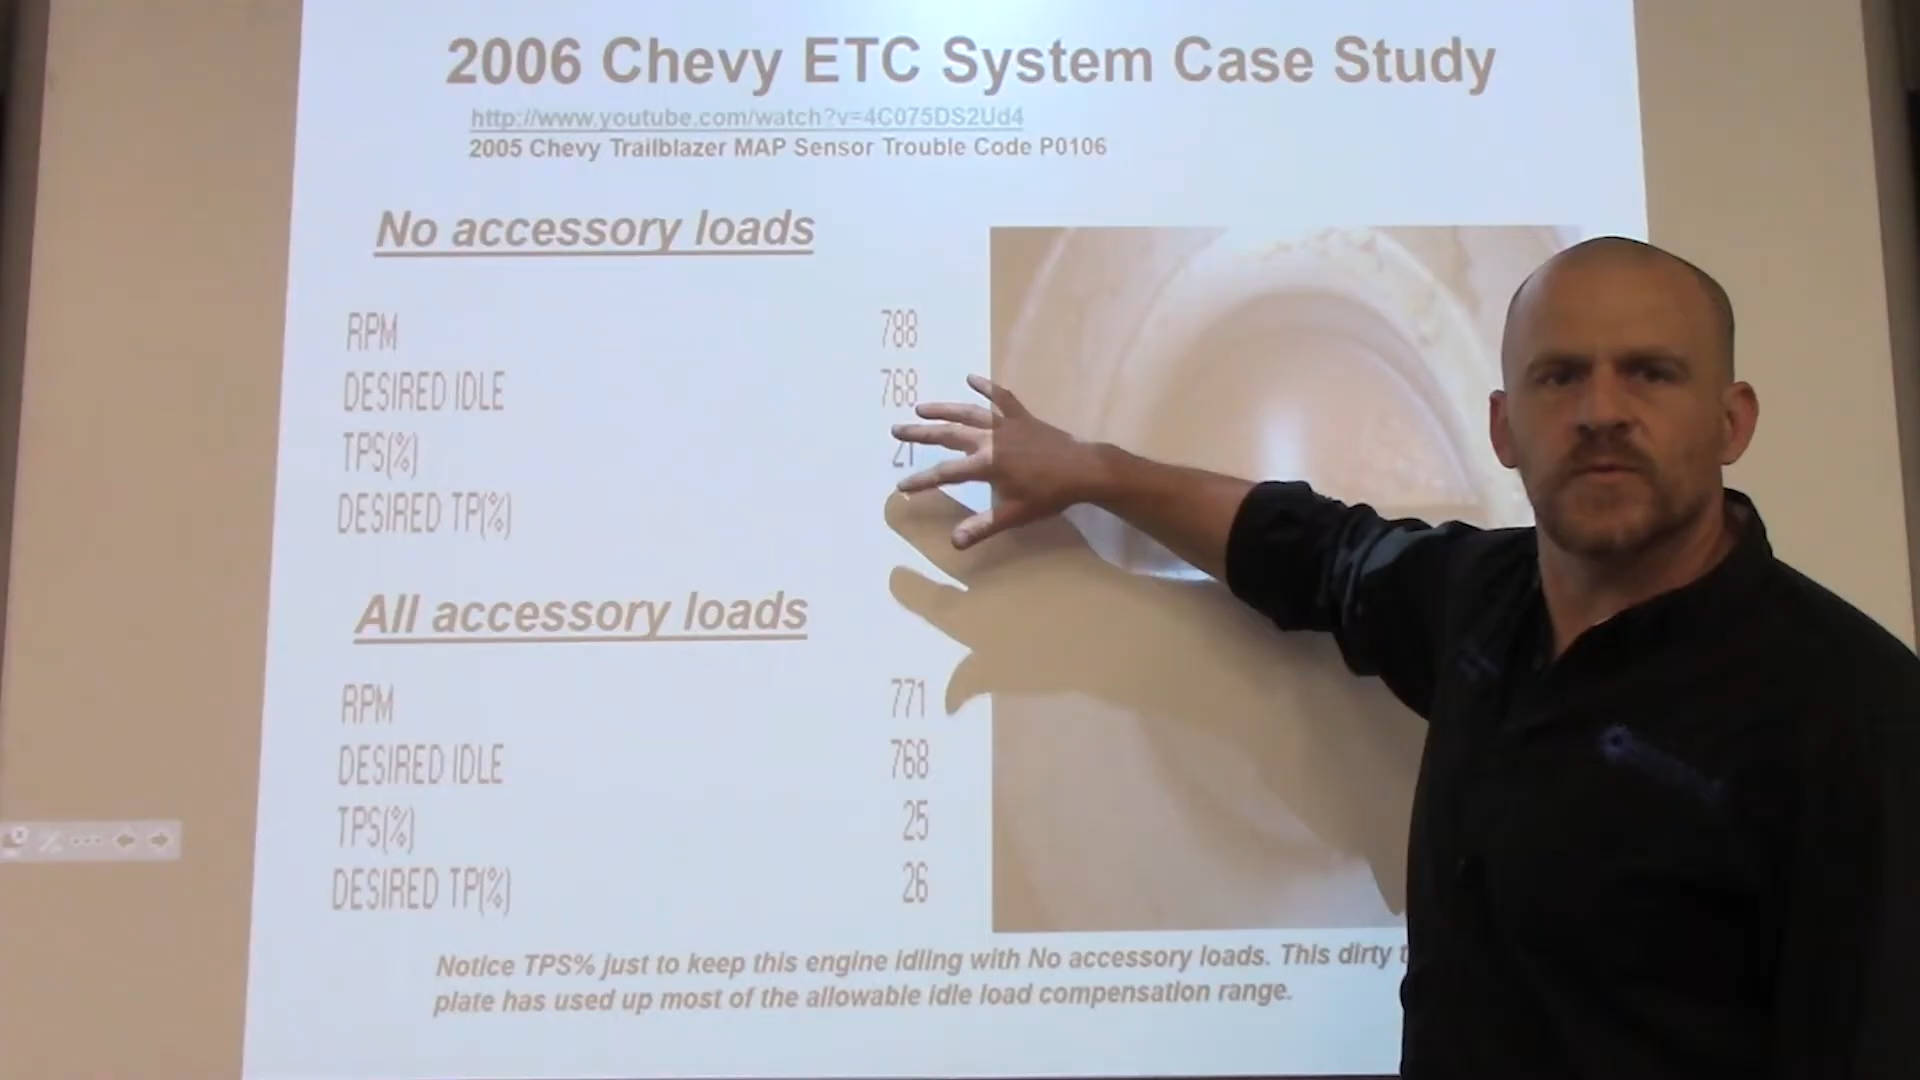 2006 Chevy ETC System Case Study
http://www.youtube.com/watch?v=4C075DS2Ud4
2005 Chevy Trailblazer MAP Sensor Trouble Code P0106
No accessory loads
RPM 788
DESIRED IDLE 768
TPS(%) 21
DESIRED TP(%)
All accessory loads
RPM 771
DESIRED IDLE 768
TPS(%) 25
DESIRED TP(%) 26
Notice TPS% just to keep this engine idling with No accessory loads. This dirty
plate has used up most of the allowable idle load compensation range.